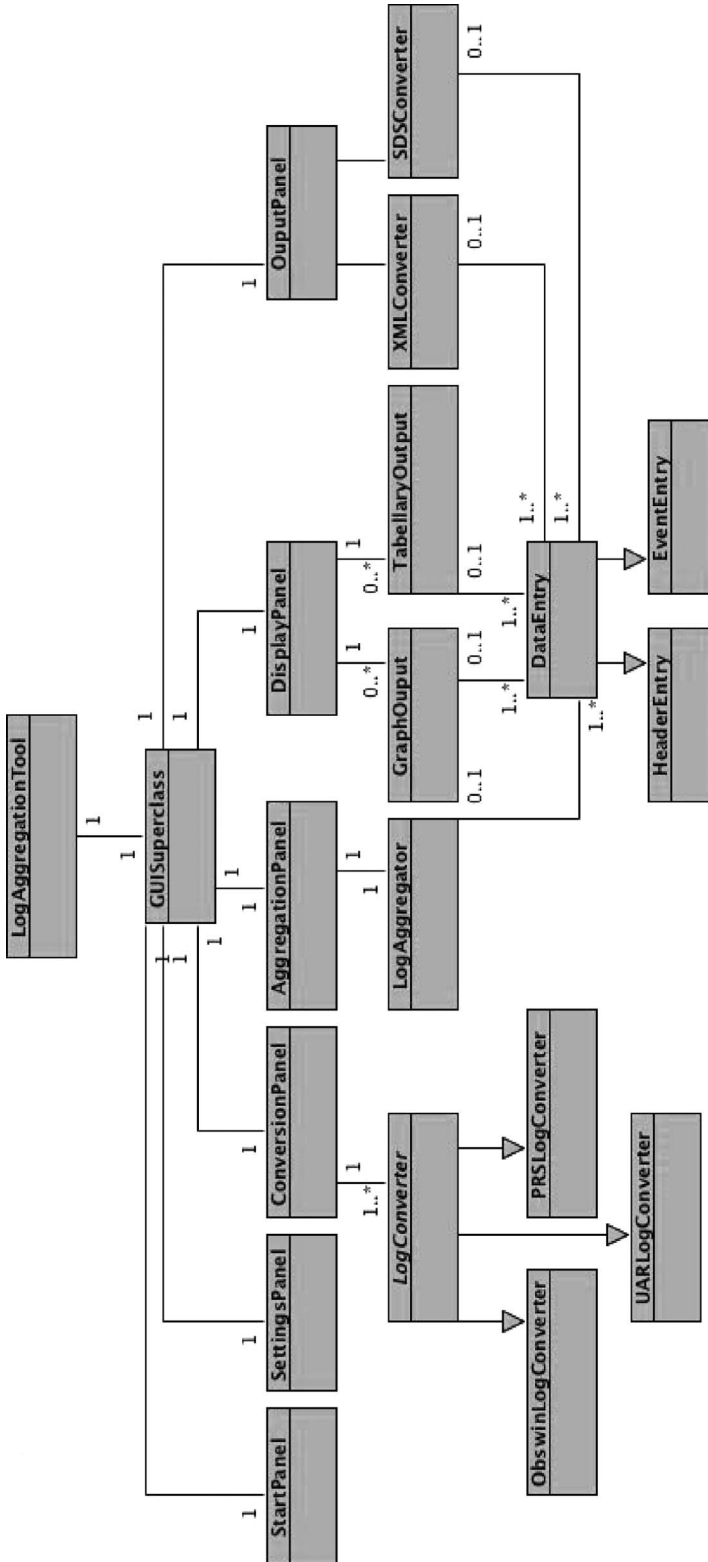 LogAggregationTool
1
1
GUISuperclass
1
1
1
1
1
1
1
1
1
1
1
1
StartPanel
SettingsPanel
ConversionPanel
AggregationPanel
DisplayPanel
OuputPanel
1
1
1
1
1..*
1
0..*
0..*
LogConverter
LogAggregator
GraphOuput
TabellaryOutput
XMLConverter
SDSConverter
0..1
0..1
0..1
0..1
0..1
1..*
1..*
1..*
1..*
ObswinLogConverter
PRSLogConverter
DataEntry
1..*
UARLogConverter
HeaderEntry
EventEntry